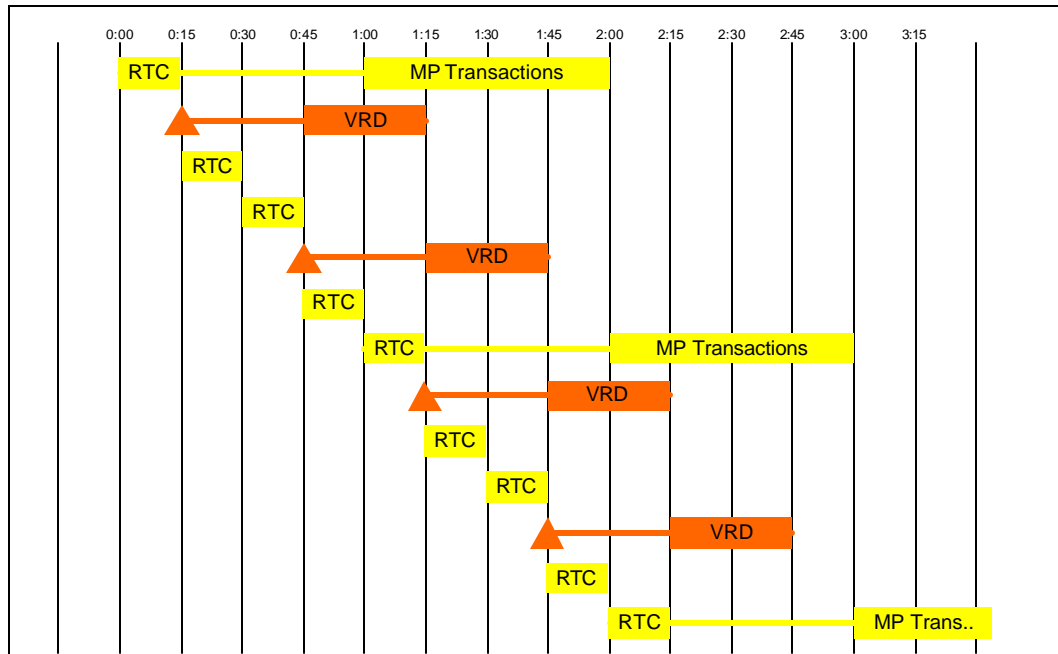 0:00 0:15 0:30 0:45 1:00 1:15 1:30 1:45 2:00 2:15 2:30 2:45 3:00 3:15
RTC MP Transactions
VRD
RTC
RTC
VRD
RTC
RTC MP Transactions
VRD
RTC
RTC
VRD
RTC
RTC MP Trans..